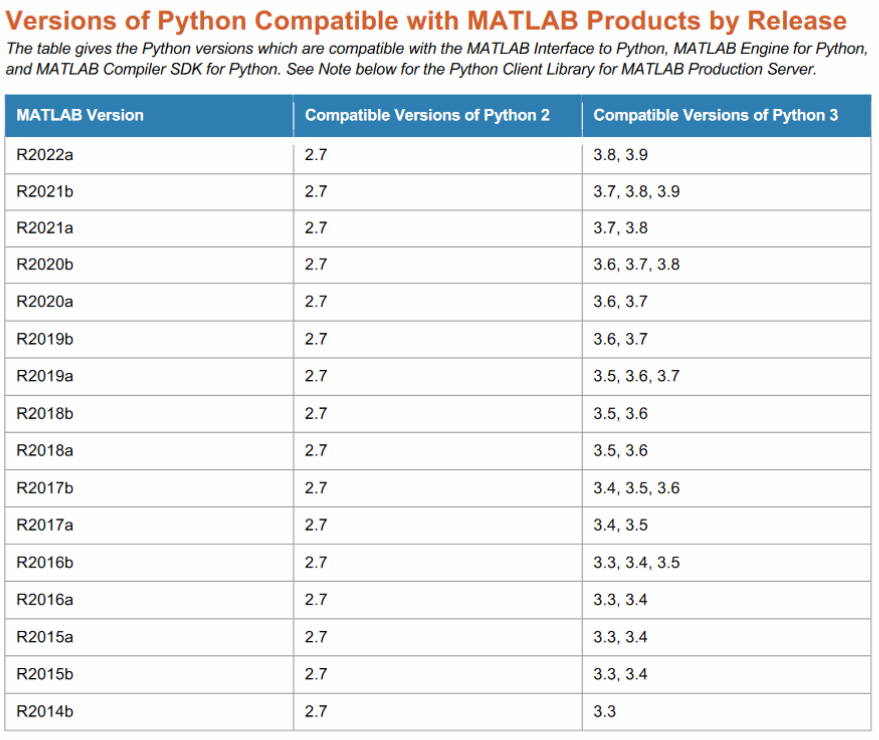 Versions of Python Compatible with MATLAB Products by Release
The table gives the Python versions which are compatible with the MATLAB Interface to Python, MATLAB Engine for Python,
and MATLAB Compiler SDK for Python. See Note below for the Python Client Library for MATLAB Production Server.
MATLAB Version Compatible Versions of Python 2 Compatible Versions of Python 3
R2022a 2.7 3.8, 3.9
R2021b 2.7 3.7, 3.8, 3.9
R2021a 2.7 3.7, 3.8
R2020b 2.7 3.6, 3.7, 3.8
R2020a 2.7 3.6, 3.7
R2019b 2.7 3.6, 3.7
R2019a 2.7 3.5, 3.6, 3.7
R2018b 2.7 3.5, 3.6
R2018a 2.7 3.5, 3.6
R2017b 2.7 3.4, 3.5, 3.6
R2017a 2.7 3.4, 3.5
R2016b 2.7 3.3, 3.4, 3.5
R2016a 2.7 3.3, 3.4
R2015a 2.7 3.3, 3.4
R2015b 2.7 3.3, 3.4
R2014b 2.7 3.3